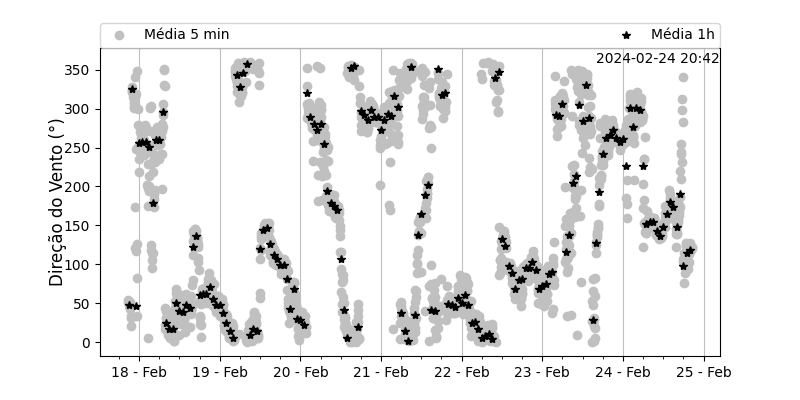 Média 5 min
Média 1h
2024-02-24 20:42
Direção do Vento (°)
350
300
250
200
150
100
50
0
18 - Feb
19 - Feb
20 - Feb
21 - Feb
22 - Feb
23 - Feb
24 - Feb
25 - Feb